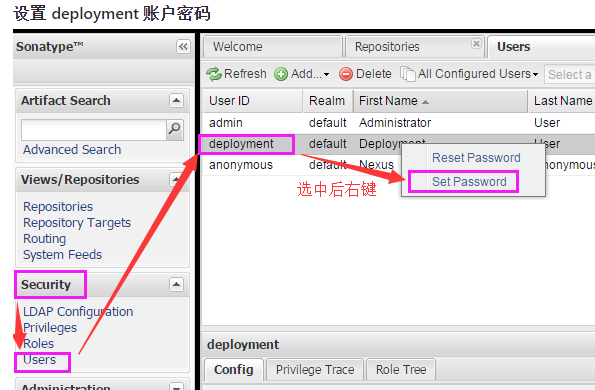 设置 deployment 账户密码
Sonatype™
Welcome
Repositories
Users
Refresh
Add...
Delete
All Configured Users
Select a
Artifact Search
Advanced Search
Views/Repositories
Repositories
Repository Targets
Routing
System Feeds
Security
LDAP Configuration
Privileges
Roles
Users
Administration
User ID Realm First Name Last Name
admin default Administrator User
deployment default User
anonymous default Nexus
Reset Password
Set Password
选中后右键
deployment
Config
Privilege Trace
Role Tree